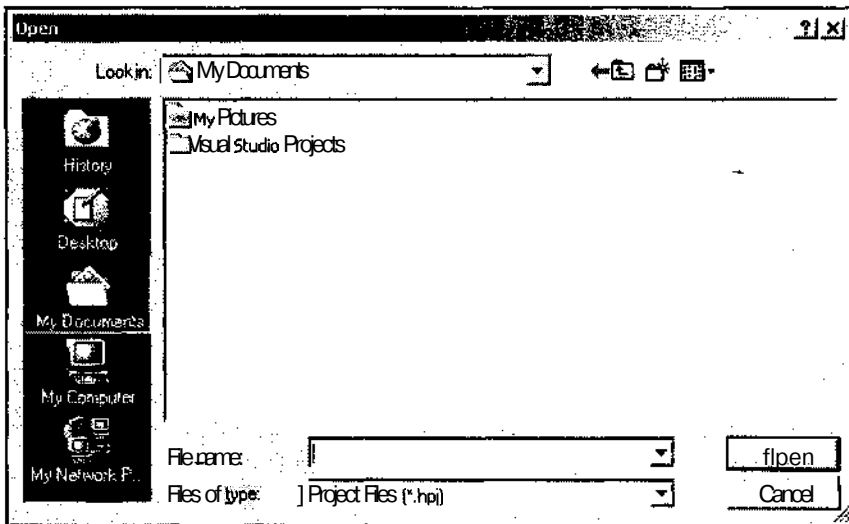 Open
Look in: My Documents
My Pictures
Visual Studio Projects
History
Desktop
My Documents
My Computer
My Network P...
File name:
flpen
Files of type: ] Project Files (*.hpj)
Cancel